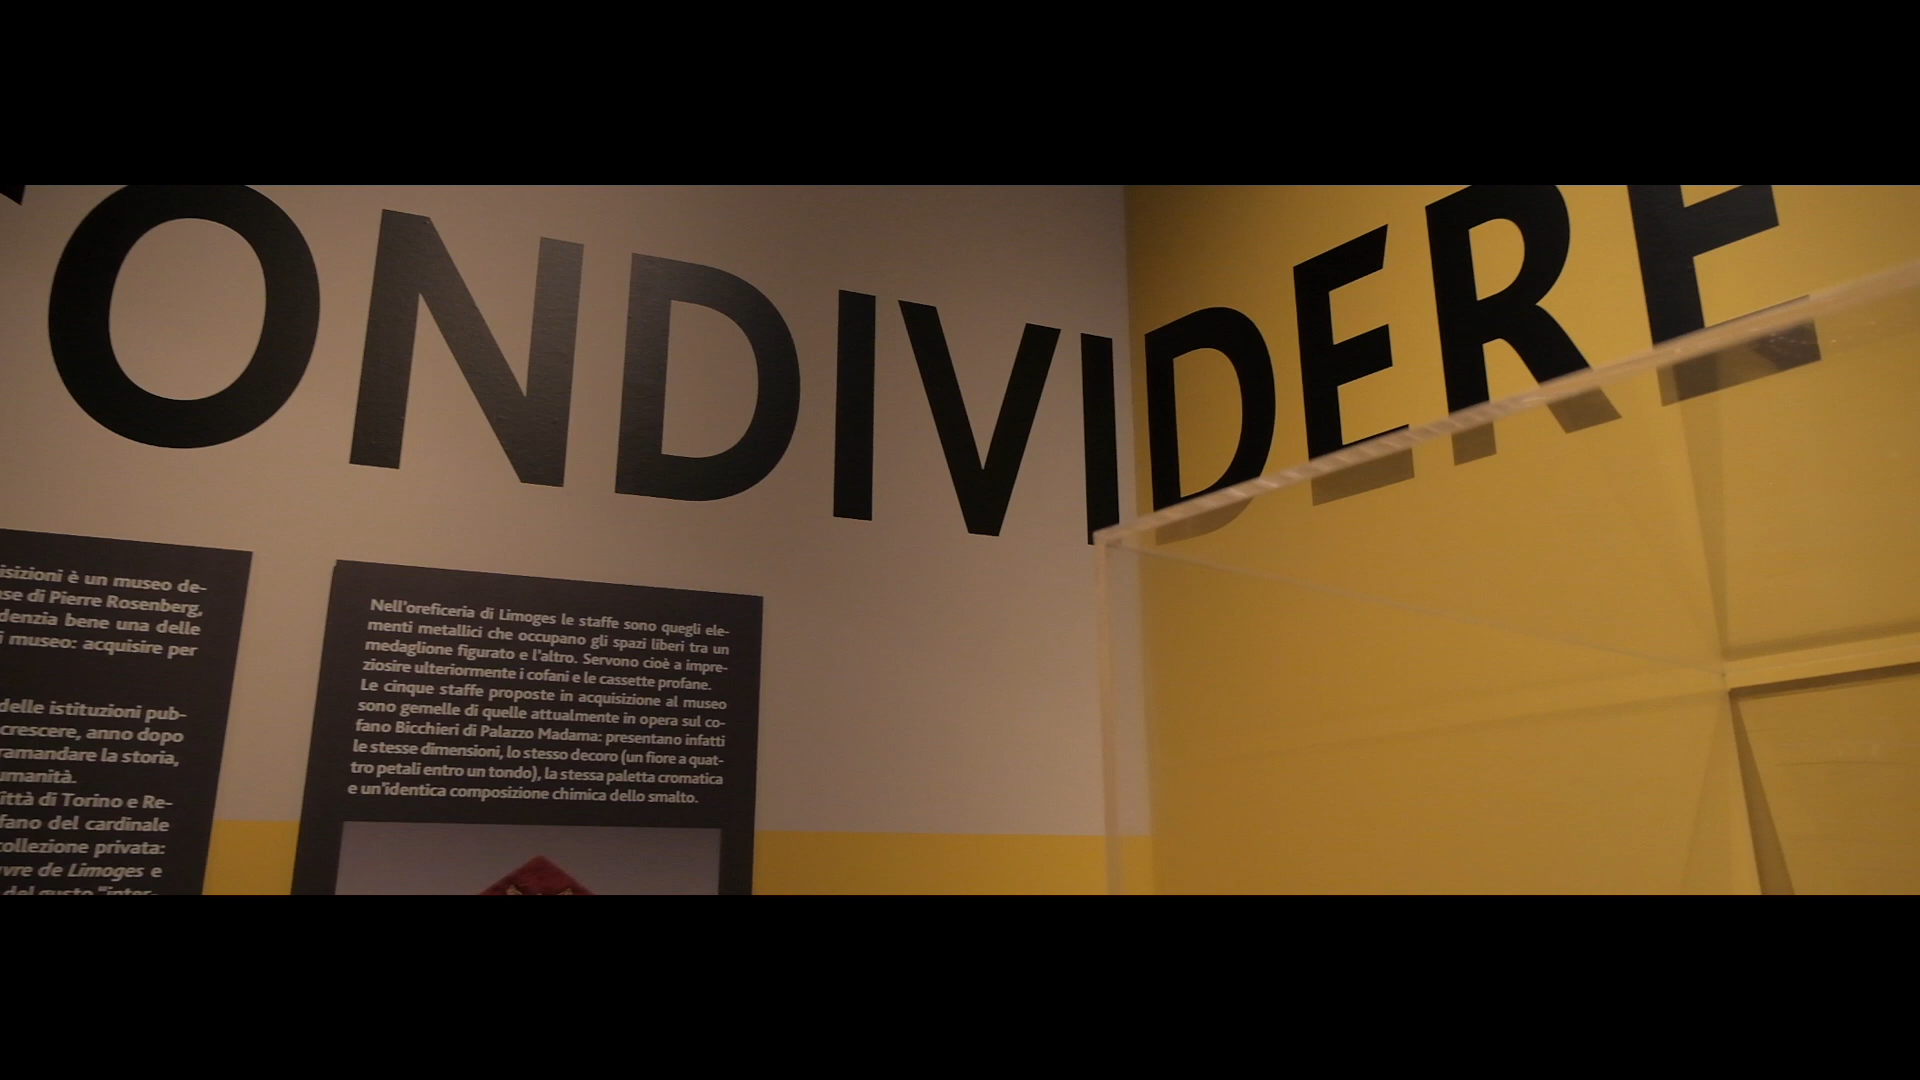 ONDIVIDERE
isizioni è un museo de-
se di Pierre Rosenberg,
denzia bene una delle
i museo: acquisire per
delle istituzioni pub-
crescere, anno dopo
ramandare la storia,
umanità.
ittà di Torino e Re-
fano del cardinale
collezione privata:
uvre de Limoges e
del gusto "inter-
Nell'oreficeria di Limoges le staffe sono quegli ele-
menti metallici che occupano gli spazi liberi tra un
medaglione figurato e l'altro. Servono cioè a impre-
ziosire ulteriormente i cofani e le cassette profane.
Le cinque staffe proposte in acquisizione al museo
sono gemelle di quelle attualmente in opera sul co-
fano Bicchieri di Palazzo Madama: presentano infatti
le stesse dimensioni, lo stesso decoro (un fiore a quat-
tro petali entro un tondo), la stessa paletta cromatica
e un'identica composizione chimica dello smalto.